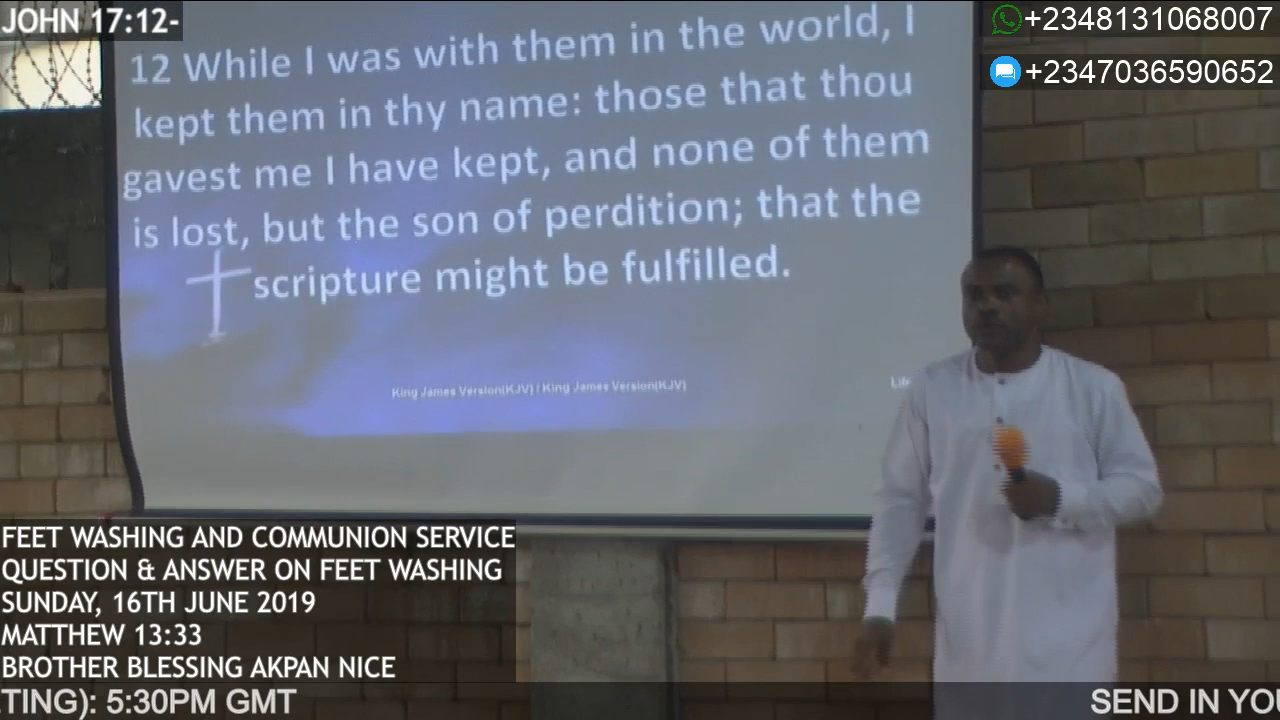 JOHN 17:12-
+2348131068007
+2347036590652
12 While I was with them in the world, I
kept them in thy name: those that thou
gavest me I have kept, and none of them
is lost, but the son of perdition; that the
scripture might be fulfilled.
King James Version(KJV) / King James Version(KJV)
Life
FEET WASHING AND COMMUNION SERVICE
QUESTION & ANSWER ON FEET WASHING
SUNDAY, 16TH JUNE 2019
MATTHEW 13:33
BROTHER BLESSING AKPAN NICE
TING): 5:30PM GMT
SEND IN YOU